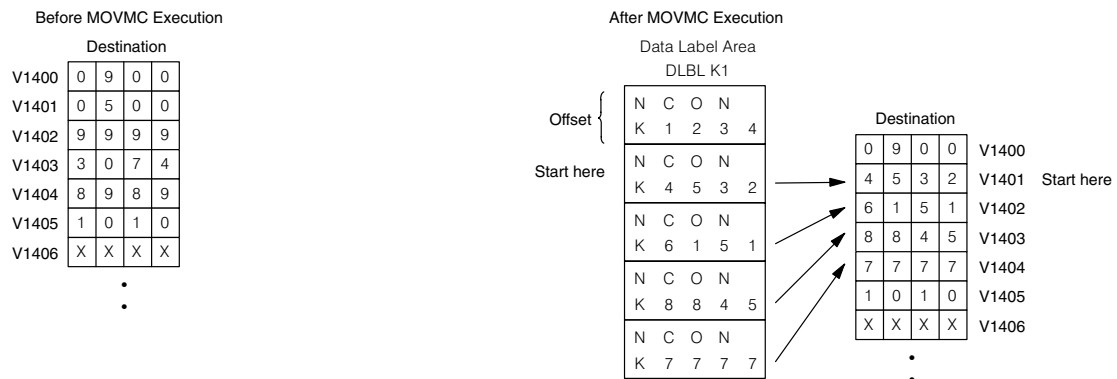 Before MOVMC Execution
Destination
V1400 0 9 0 0
V1401 0 5 0 0
V1402 9 9 9 9
V1403 3 0 7 4
V1404 8 9 8 9
V1405 1 0 1 0
V1406 X X X X
After MOVMC Execution
Data Label Area
DLBL K1
Offset
N C O N
K 1 2 3 4
Start here
N C O N
K 4 5 3 2
N C O N
K 6 1 5 1
N C O N
K 8 8 4 5
N C O N
K 7 7 7 7
Destination
0 9 0 0 V1400
4 5 3 2 V1401 Start here
6 1 5 1 V1402
8 8 4 5 V1403
7 7 7 7 V1404
1 0 1 0 V1405
X X X X V1406